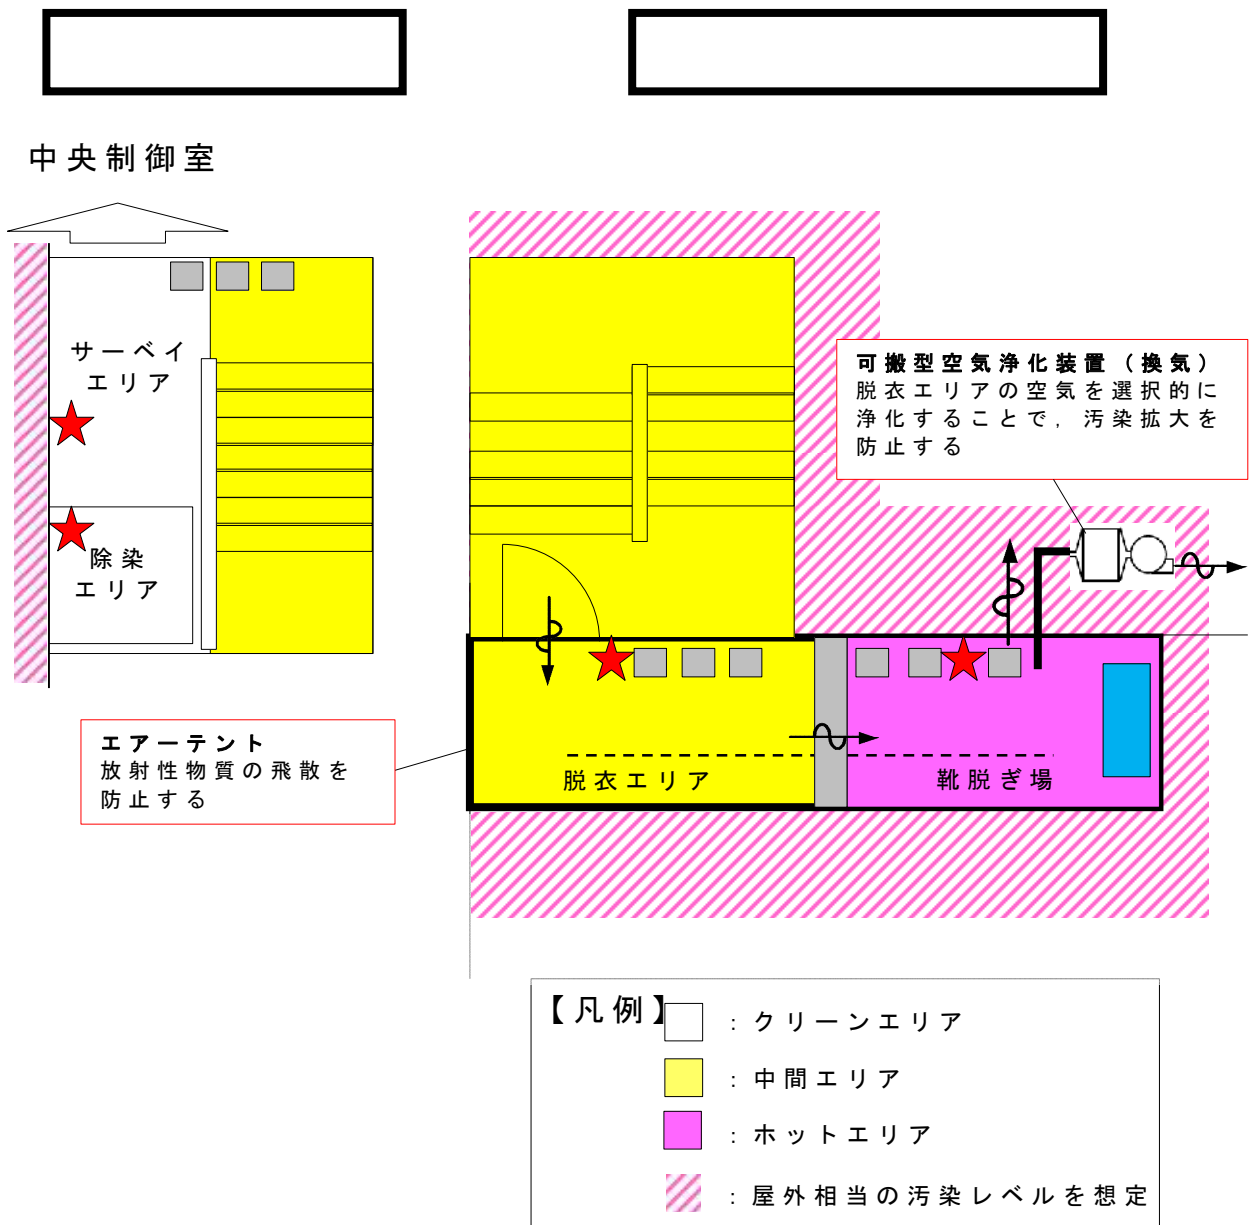 中央制御室
サーベイ
エリア
除染
エリア
可搬型空気浄化装置（換気）
脱衣エリアの空気を選択的に
浄化することで，汚染拡大を
防止する
エアーテント
放射性物質の飛散を
防止する
脱衣エリア
靴脱ぎ場
【凡例】
：クリーンエリア
：中間エリア
：ホットエリア
：屋外相当の汚染レベルを想定